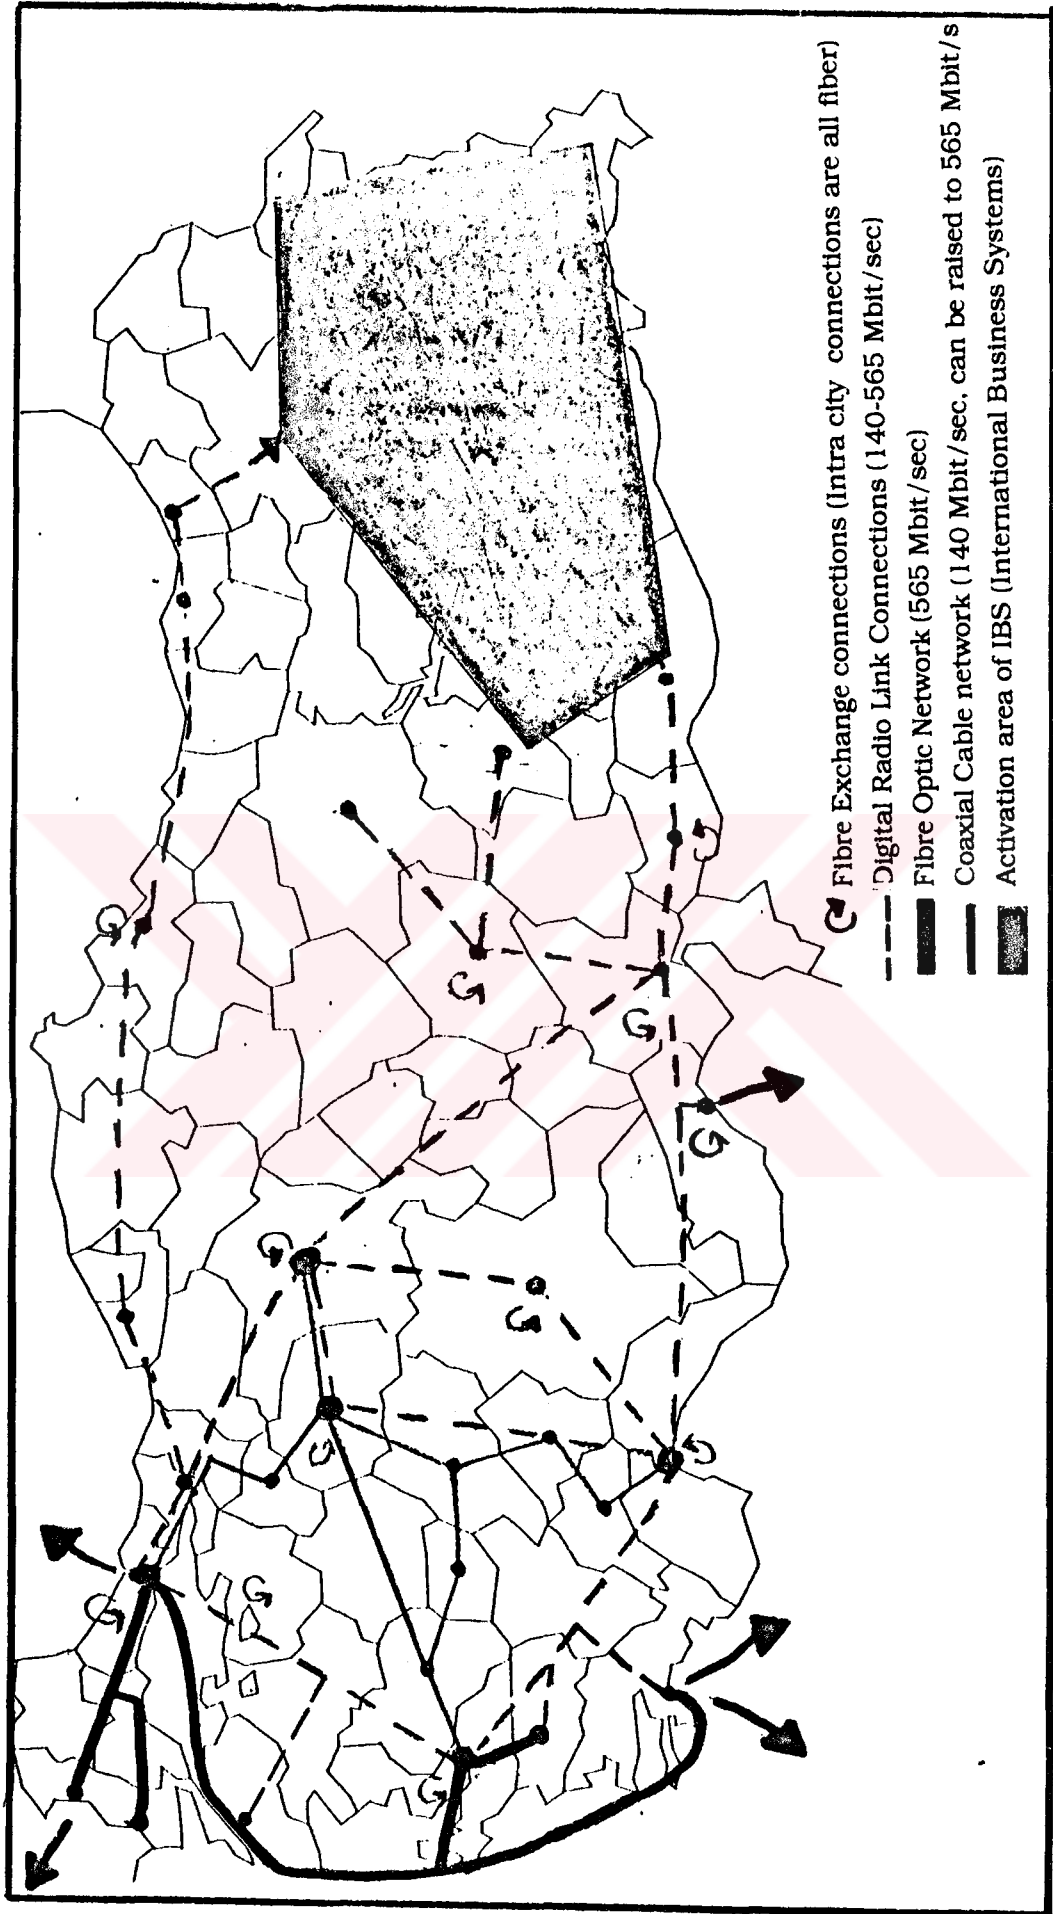 Fibre Exchange connections (Intra city connections are all fiber)
Digital Radio Link Connections (140-565 Mbit/sec)
Fibre Optic Network (565 Mbit/sec)
Coaxial Cable network (140 Mbit/sec, can be raised to 565 Mbit/s
Activation area of IBS (International Business Systems)